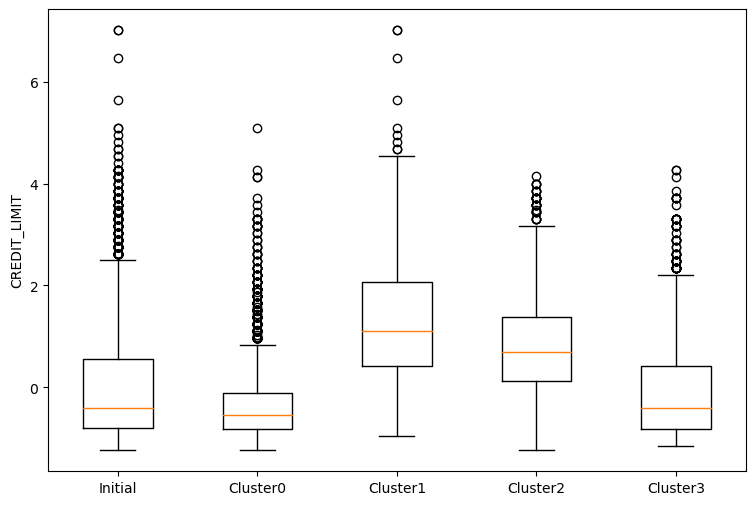 CREDIT_LIMIT
6
4
2
0
Initial
Cluster0
Cluster1
Cluster2
Cluster3